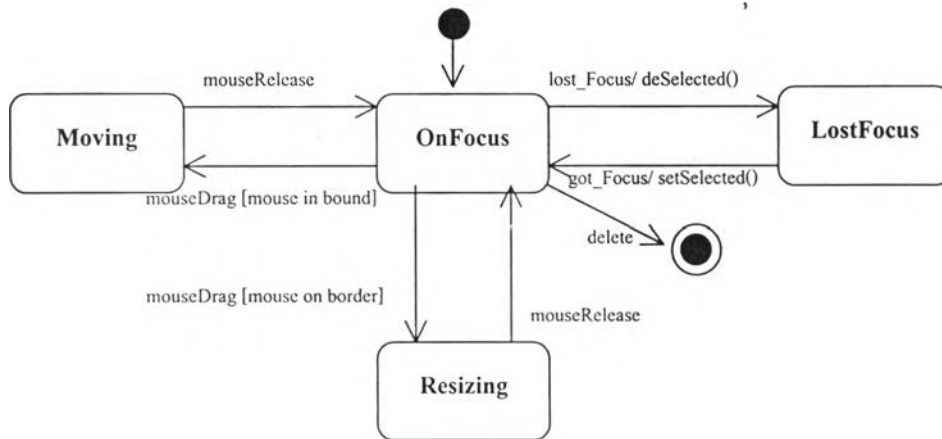 mouseRelease
lost_Focus/ deSelected()
Moving
OnFocus
LostFocus
mouseDrag [mouse in bound]
got_Focus/ setSelected()
delete
mouseDrag [mouse on border]
mouseRelease
Resizing